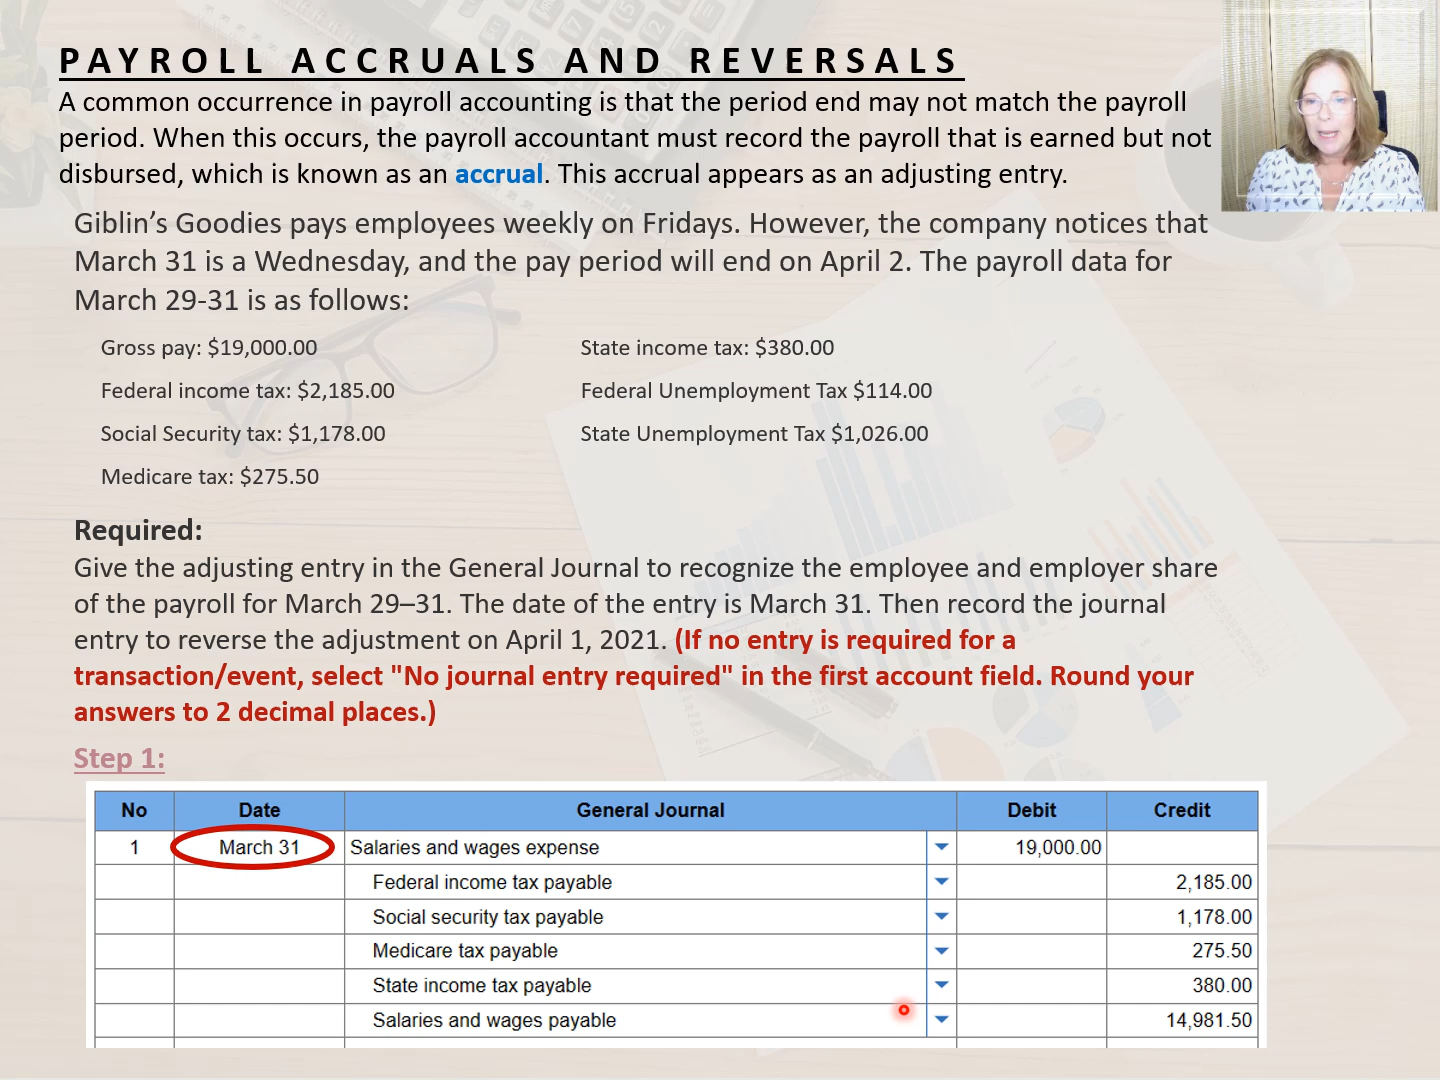 PAYROLL ACCRUALS AND REVERSALS
A common occurrence in payroll accounting is that the period end may not match the payroll
period. When this occurs, the payroll accountant must record the payroll that is earned but not
disbursed, which is known as an accrual. This accrual appears as an adjusting entry.
Giblin’s Goodies pays employees weekly on Fridays. However, the company notices that
March 31 is a Wednesday, and the pay period will end on April 2. The payroll data for
March 29-31 is as follows:
Gross pay: $19,000.00
Federal income tax: $2,185.00
Social Security tax: $1,178.00
Medicare tax: $275.50
State income tax: $380.00
Federal Unemployment Tax $114.00
State Unemployment Tax $1,026.00
Required:
Give the adjusting entry in the General Journal to recognize the employee and employer share
of the payroll for March 29–31. The date of the entry is March 31. Then record the journal
entry to reverse the adjustment on April 1, 2021. (If no entry is required for a
transaction/event, select "No journal entry required" in the first account field. Round your
answers to 2 decimal places.)
Step 1:
No Date General Journal Debit Credit
1 March 31 Salaries and wages expense 19,000.00
Federal income tax payable 2,185.00
Social security tax payable 1,178.00
Medicare tax payable 275.50
State income tax payable 380.00
Salaries and wages payable 14,981.50